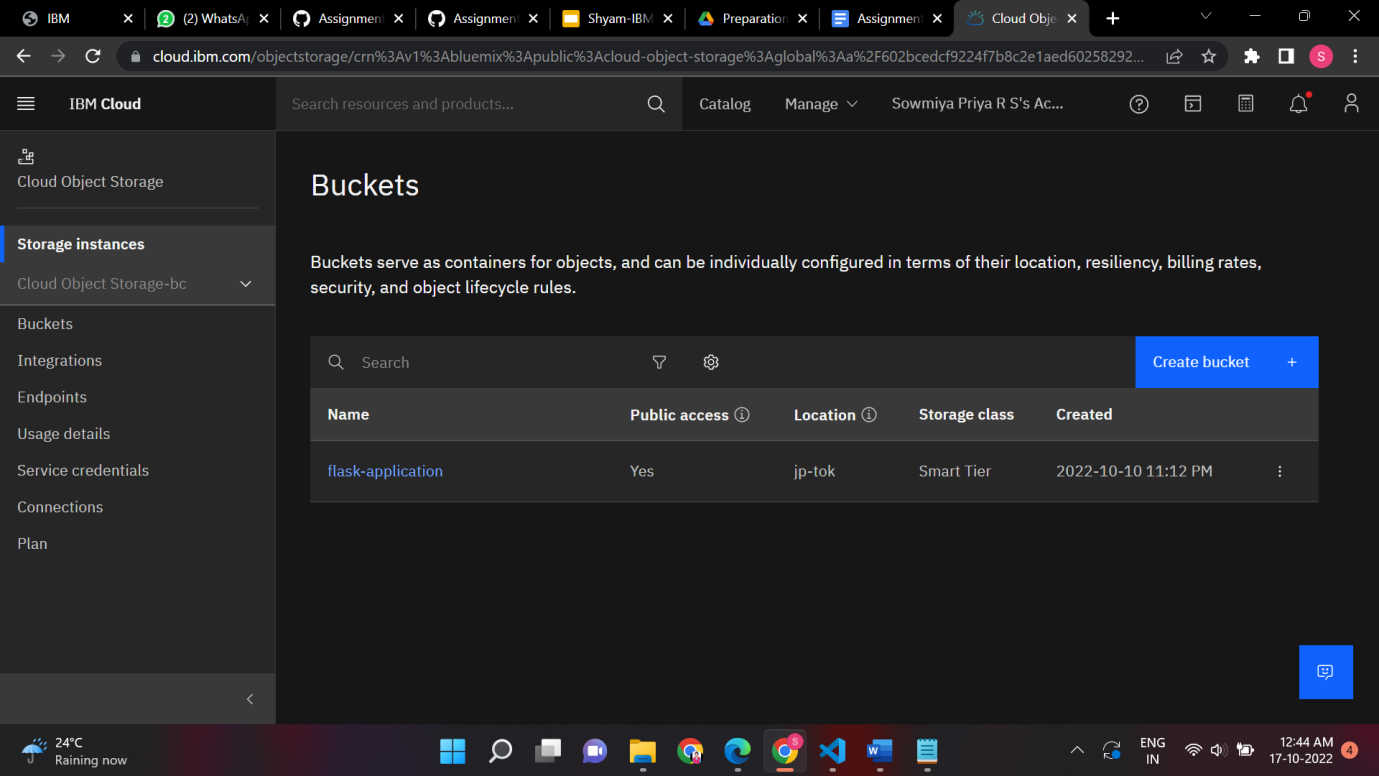 IBM
(2) WhatsA
Assignmen
Assignmen
Shyam-IBM
Preparation
Assignmen
Cloud Obje
cloud.ibm.com/objectstorage/crn%3Av1%3Abluemix%3Apublic%3Acloud-object-storage%3Aglobal%3Aa%2F602bcedcf9224f7b8c2e1aed60258292...
S
IBM Cloud
Search resources and products...
Catalog
Manage
Sowmiya Priya R S's Ac...
Cloud Object Storage
Storage instances
Cloud Object Storage-bc
Buckets
Integrations
Endpoints
Usage details
Service credentials
Connections
Plan
Buckets
Buckets serve as containers for objects, and can be individually configured in terms of their location, resiliency, billing rates,
security, and object lifecycle rules.
Search
Create bucket +
Name Public access Location Storage class Created
flask-application Yes jp-tok Smart Tier 2022-10-10 11:12 PM
24°C
Raining now
S
ENG
IN
12:44 AM
17-10-2022
4